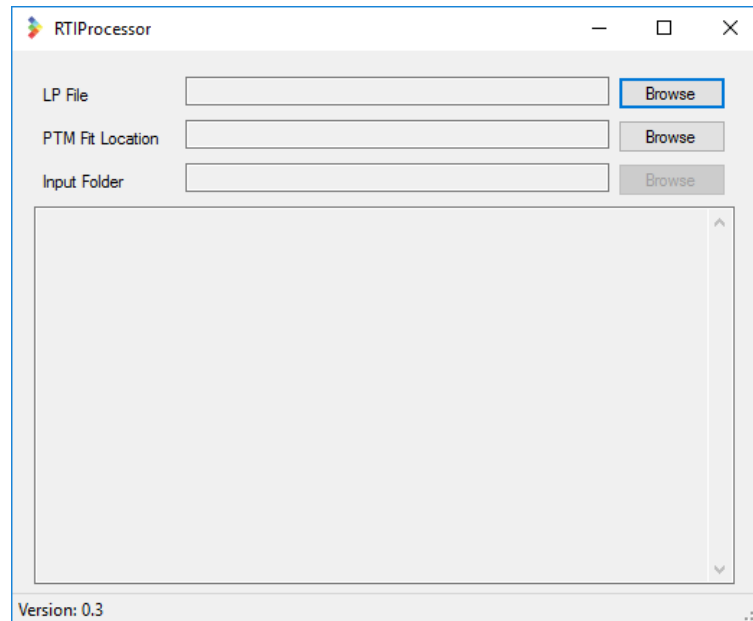 RTIProcessor
LP File Browse
PTM Fit Location Browse
Input Folder Browse
Version: 0.3